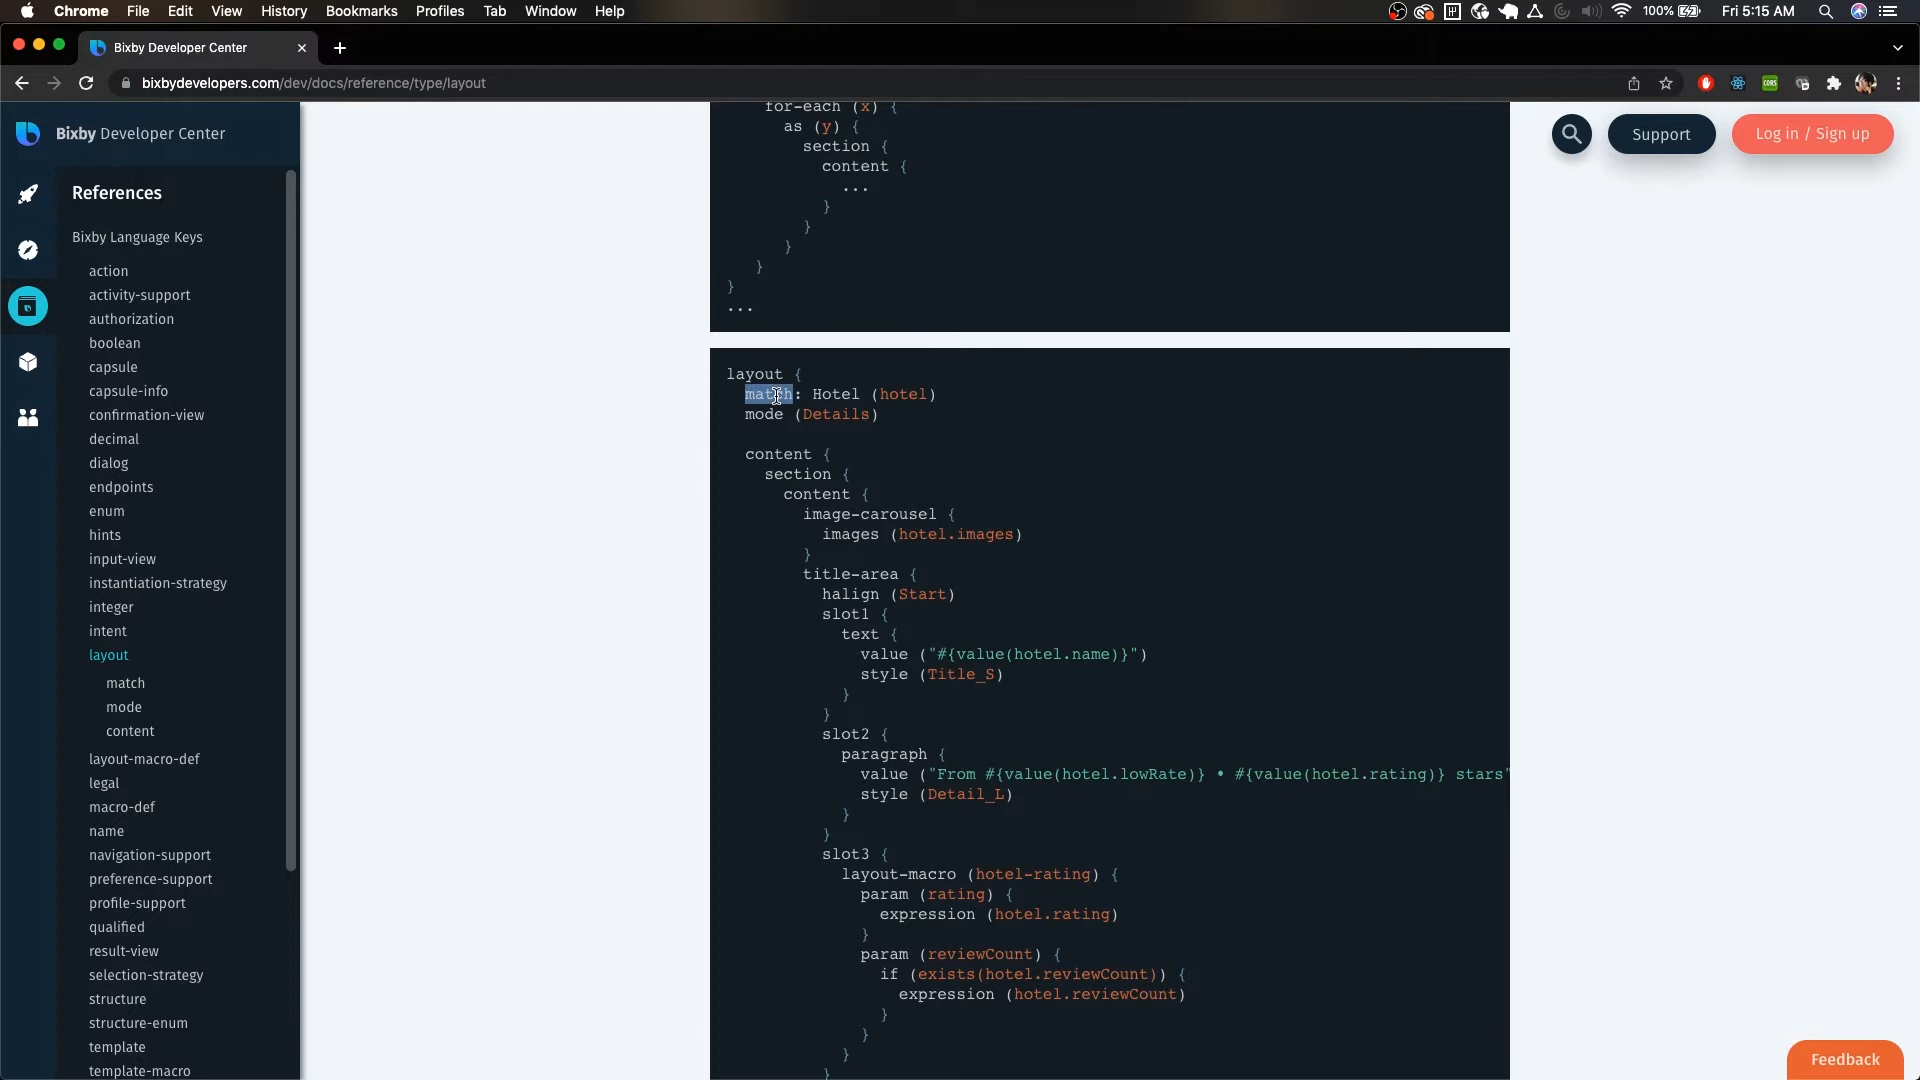 Chrome File Edit View History Bookmarks Profiles Tab Window Help 100% Fri 5:15 AM
Bixby Developer Center
bixbydevelopers.com/dev/docs/reference/type/layout
Bixby Developer Center
Support
Log in / Sign up
References
Bixby Language Keys
action
activity-support
authorization
boolean
capsule
capsule-info
confirmation-view
decimal
dialog
endpoints
enum
hints
input-view
instantiation-strategy
integer
intent
layout
match
mode
content
layout-macro-def
legal
macro-def
name
navigation-support
preference-support
profile-support
qualified
result-view
selection-strategy
structure
structure-enum
template
template-macro
for-each (x) {
as (y) {
section {
content {
...
}
}
}
}
}
...
layout {
match: Hotel (hotel)
mode (Details)
content {
section {
content {
image-carousel {
images (hotel.images)
}
title-area {
halign (Start)
slot1 {
text {
value ("#{value(hotel.name)}")
style (Title_S)
}
}
slot2 {
paragraph {
value ("From #{value(hotel.lowRate)} • #{value(hotel.rating)} stars"
style (Detail_L)
}
}
slot3 {
layout-macro (hotel-rating) {
param (rating) {
expression (hotel.rating)
}
param (reviewCount) {
if (exists(hotel.reviewCount)) {
expression (hotel.reviewCount)
}
}
}
}
Feedback